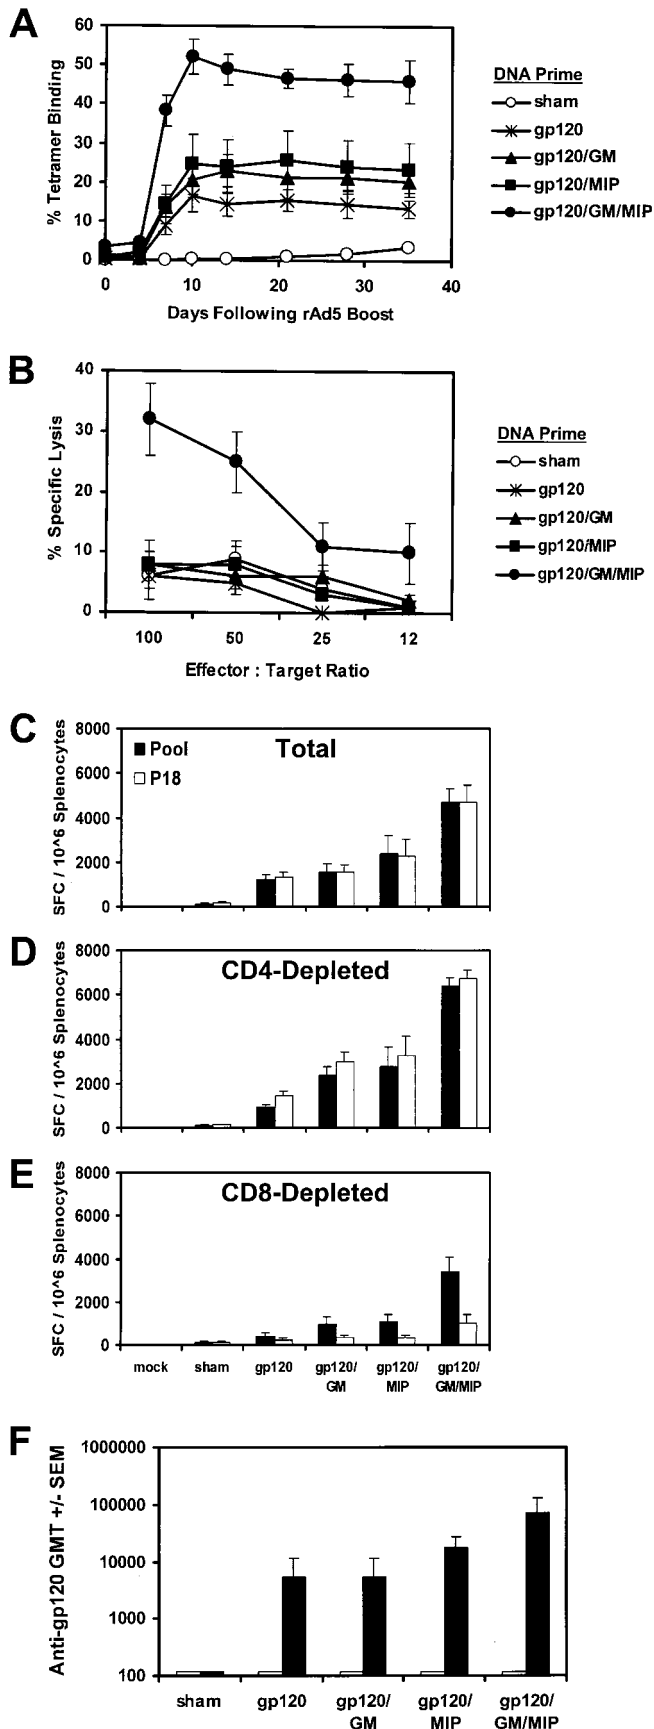 A
60
50
40
30
20
10
0
% Tetramer Binding
0 10 20 30 40
Days Following rAd5 Boost
DNA Prime
sham
gp120
gp120/GM
gp120/MIP
gp120/GM/MIP
B
40
30
20
10
0
% Specific Lysis
100 50 25 12
Effector : Target Ratio
DNA Prime
sham
gp120
gp120/GM
gp120/MIP
gp120/GM/MIP
C
8000
6000
4000
2000
0
SFC / 10^6 Splenocytes
Pool
P18
Total
D
8000
6000
4000
2000
0
SFC / 10^6 Splenocytes
CD4-Depleted
E
8000
6000
4000
2000
0
SFC / 10^6 Splenocytes
CD8-Depleted
mock sham gp120 gp120/ gp120/ gp120/
GM MIP GM/MIP
F
1000000
100000
10000
1000
100
Anti-gp120 GMT +/- SEM
sham gp120 gp120/ gp120/ gp120/
GM MIP GM/MIP